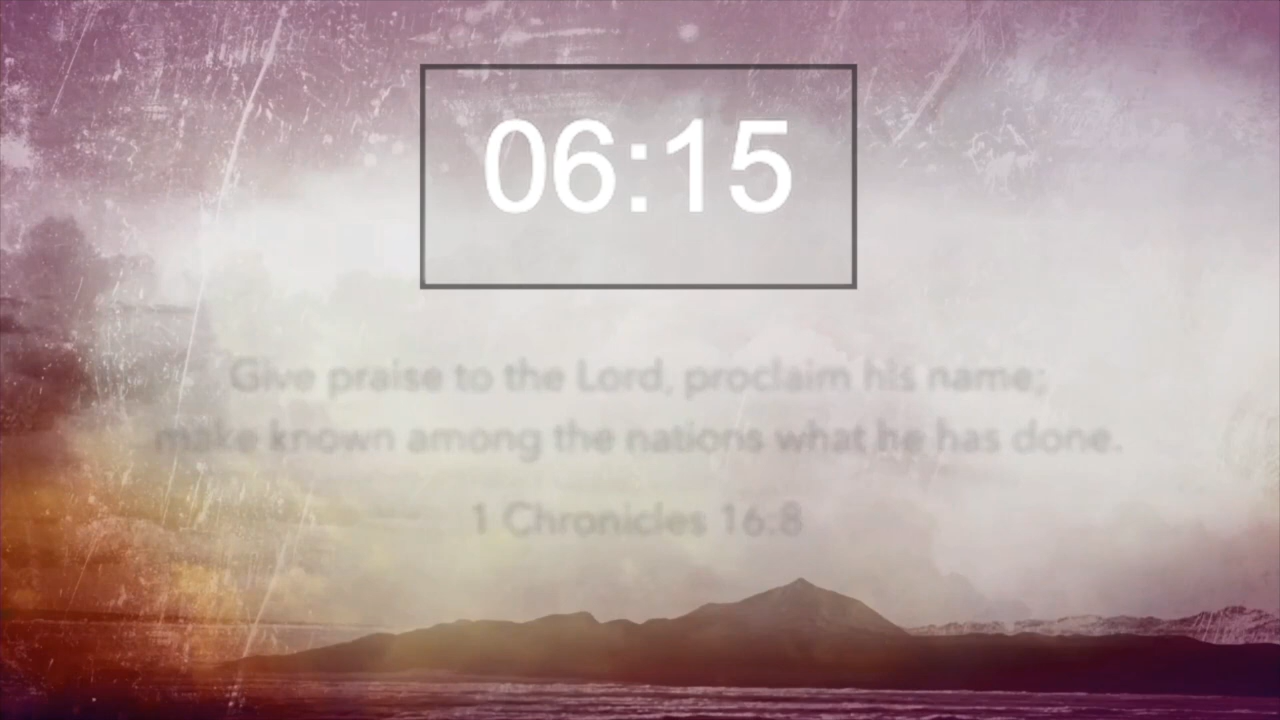 06:15
Give praise to the Lord, proclaim his name;
make known among the nations what he has done.
1 Chronicles 16:8